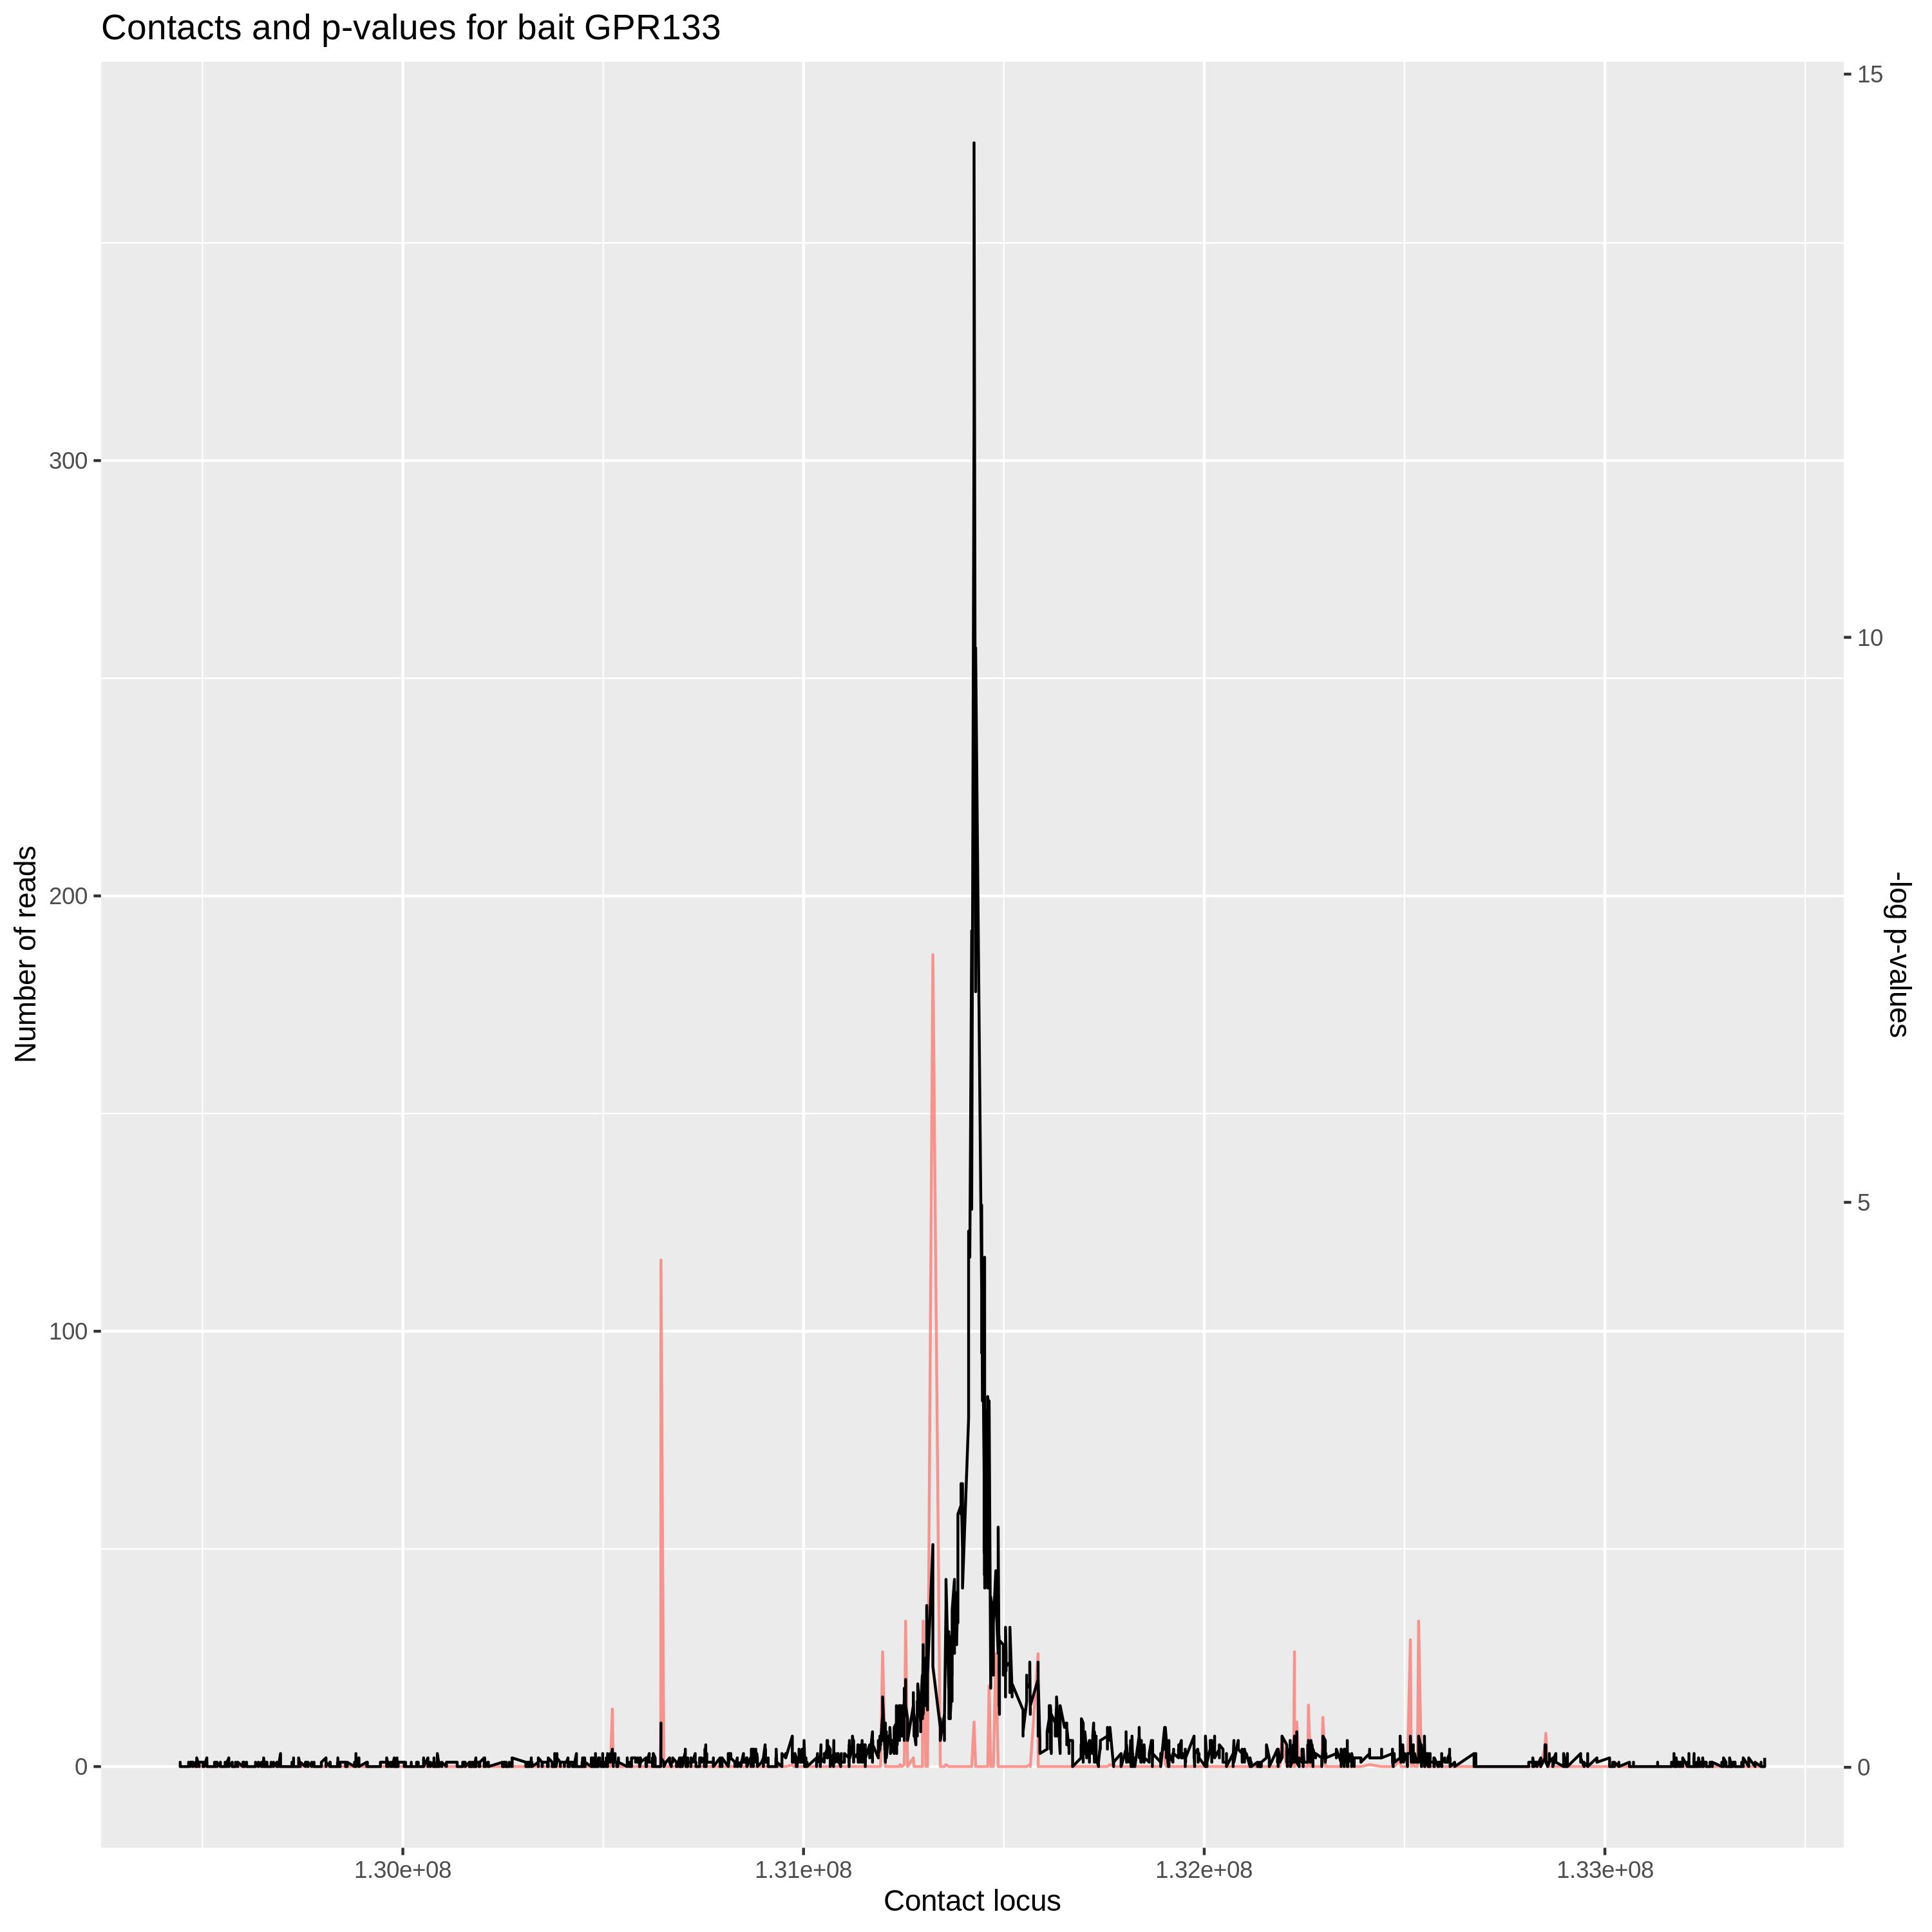 Contacts and p-values for bait GPR133
15
300
10
200
Number of reads
-log p-values
5
100
0
0
1.30e+08
1.31e+08
1.32e+08
1.33e+08
Contact locus